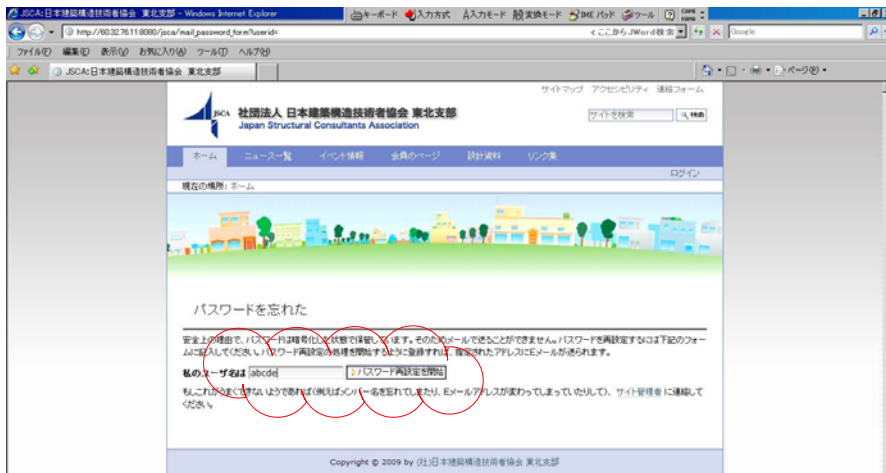 JSCA:日本建築構造技術者協会 東北支部 - Windows Internet Explorer
キーボード 入力方式 A入力モード 般変換モード IMEパッド ツール
http://60.32.76.11:8080/jsca/mail_password_form?userid=
<ここからJWord検索
Google
ファイル(F) 編集(E) 表示(V) お気に入り(A) ツール(T) ヘルプ(H)
JSCA:日本建築構造技術者協会 東北支部
ページ(P)
サイトマップ アクセシビリティ 連絡フォーム
JSCA 社団法人 日本建築構造技術者協会 東北支部
Japan Structural Consultants Association
サイトを検索 検索
ホーム ニュース一覧 イベント情報 会員のページ 設計資料 リンク集
ログイン
現在の場所: ホーム
パスワードを忘れた
安全上の理由で、パスワードは暗号化した状態で保管しています。そのためメールで送ることができません。パスワードを再設定するには下記のフォー
ムに記入してください。パスワード再設定の処理を開始するように登録すれば、指定されたアドレスにEメールが送られます。
私のユーザ名は abcde パスワード再設定を開始
もしこれがうまくできないようであれば(例えばメンバー名を忘れてしまったり、Eメールアドレスが変わってしまっていたりして)、サイト管理者 に連絡して
ください。
Copyright © 2009 by (社)日本建築構造技術者協会 東北支部